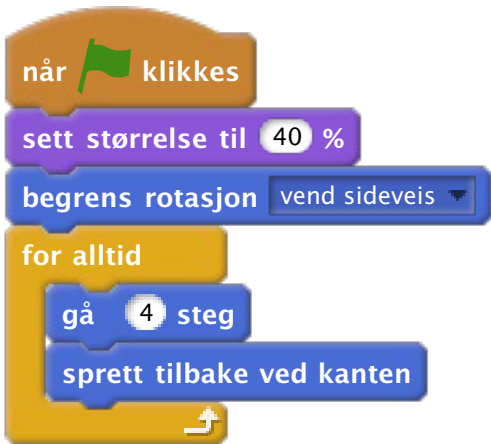 når klikkes
sett størrelse til 40 %
begrens rotasjon vend sideveis
for alltid
gå 4 steg
sprett tilbake ved kanten